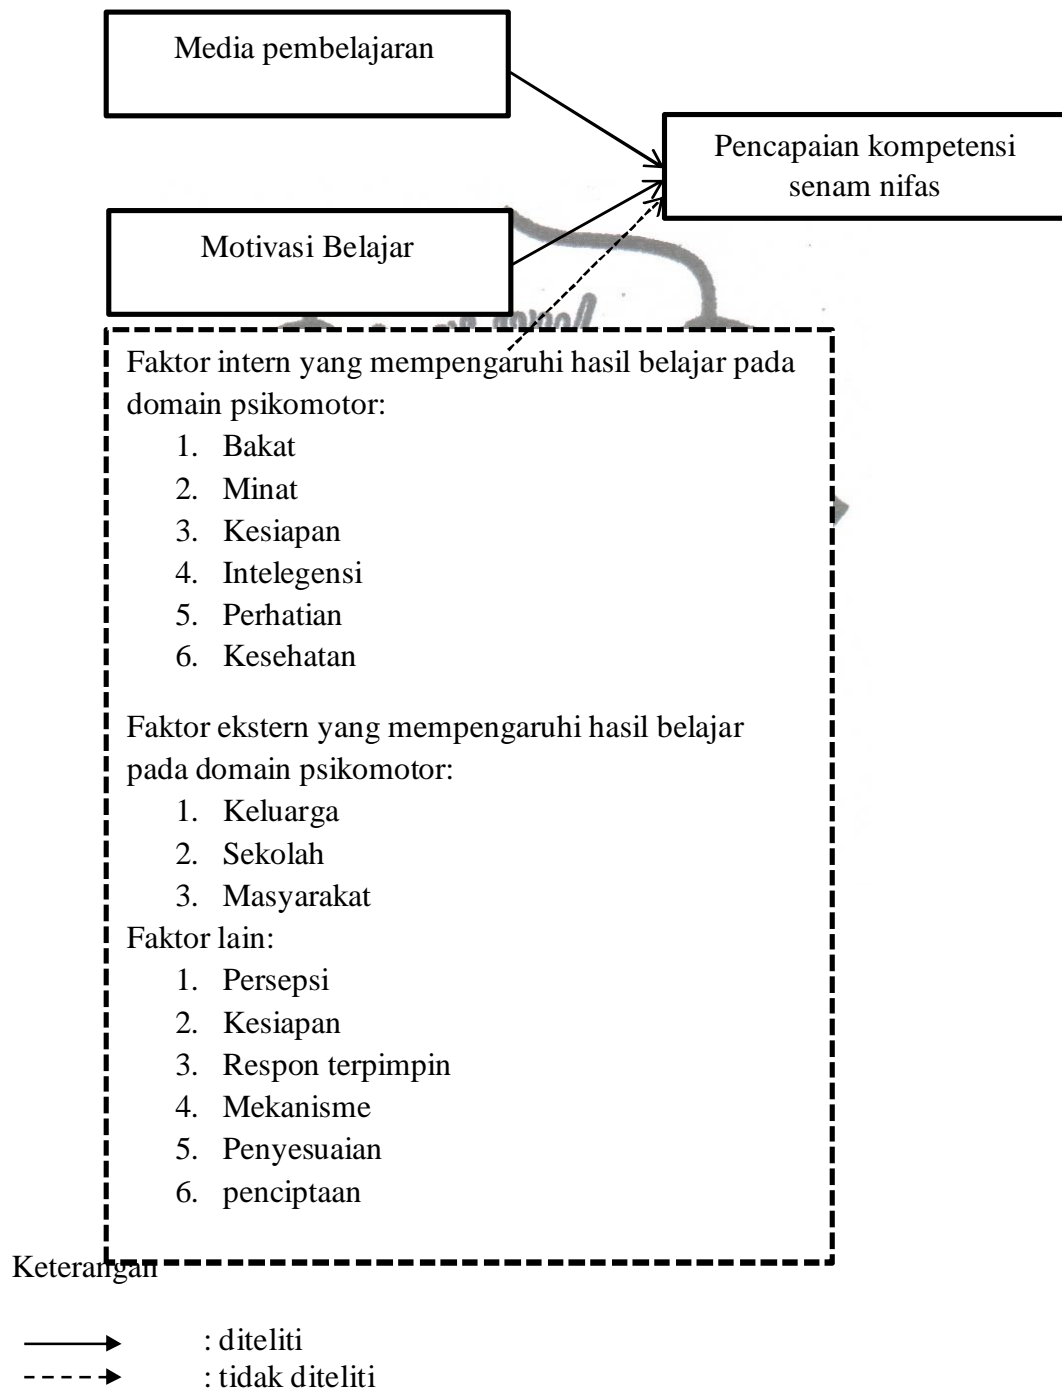 Media pembelajaran
Pencapaian kompetensi
senam nifas
Motivasi Belajar
Faktor intern yang mempengaruhi hasil belajar pada
domain psikomotor:
1. Bakat
2. Minat
3. Kesiapan
4. Intelegensi
5. Perhatian
6. Kesehatan
Faktor ekstern yang mempengaruhi hasil belajar
pada domain psikomotor:
1. Keluarga
2. Sekolah
3. Masyarakat
Faktor lain:
1. Persepsi
2. Kesiapan
3. Respon terpimpin
4. Mekanisme
5. Penyesuaian
6. penciptaan
Keterangan
: diteliti
: tidak diteliti